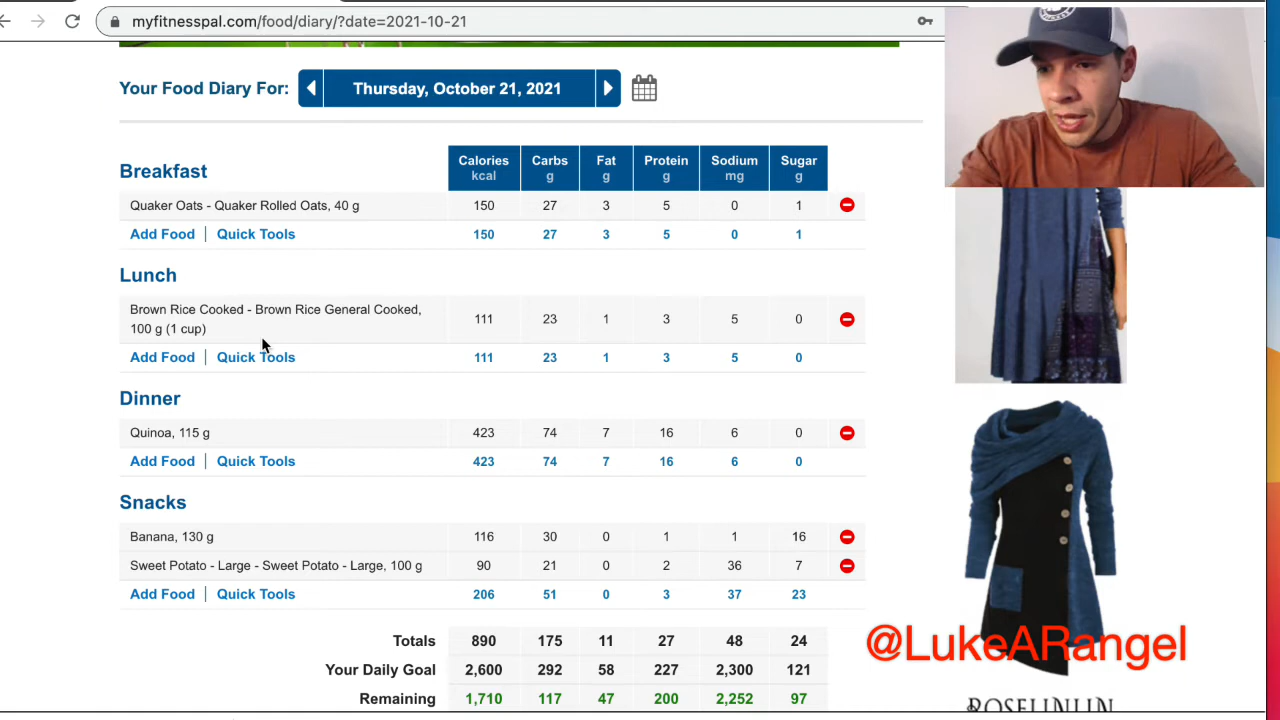 myfitnesspal.com/food/diary/?date=2021-10-21
Your Food Diary For: Thursday, October 21, 2021
Breakfast Calories kcal Carbs g Fat g Protein g Sodium mg Sugar g
Quaker Oats - Quaker Rolled Oats, 40 g 150 27 3 5 0 1
Add Food | Quick Tools 150 27 3 5 0 1
Lunch
Brown Rice Cooked - Brown Rice General Cooked,
100 g (1 cup) 111 23 1 3 5 0
Add Food | Quick Tools 111 23 1 3 5 0
Dinner
Quinoa, 115 g 423 74 7 16 6 0
Add Food | Quick Tools 423 74 7 16 6 0
Snacks
Banana, 130 g 116 30 0 1 1 16
Sweet Potato - Large - Sweet Potato - Large, 100 g 90 21 0 2 36 7
Add Food | Quick Tools 206 51 0 3 37 23
Totals 890 175 11 27 48 24
Your Daily Goal 2,600 292 58 227 2,300 121
Remaining 1,710 117 47 200 2,252 97
@LukeARangel
ROSELINLIN